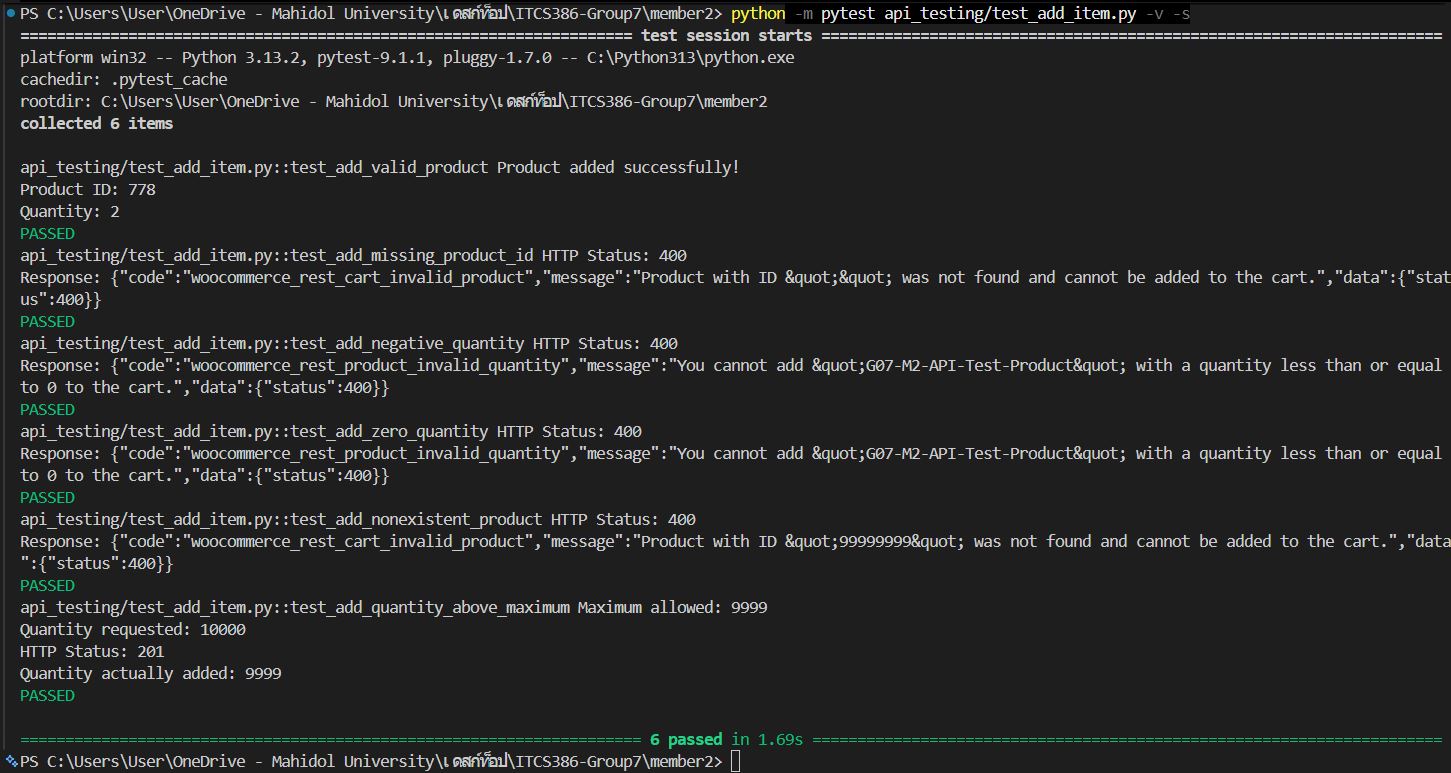 PS C:\Users\User\OneDrive - Mahidol University\เดสก์ท็อป\ITCS386-Group7\member2> python -m pytest api_testing/test_add_item.py -v -s
===================================================================== test session starts =====================================================================
platform win32 -- Python 3.13.2, pytest-9.1.1, pluggy-1.7.0 -- C:\Python313\python.exe
cachedir: .pytest_cache
rootdir: C:\Users\User\OneDrive - Mahidol University\เดสก์ท็อป\ITCS386-Group7\member2
collected 6 items
api_testing/test_add_item.py::test_add_valid_product Product added successfully!
Product ID: 778
Quantity: 2
PASSED
api_testing/test_add_item.py::test_add_missing_product_id HTTP Status: 400
Response: {"code":"woocommerce_rest_cart_invalid_product","message":"Product with ID &quot;&quot; was not found and cannot be added to the cart.","data":{"stat
us":400}}
PASSED
api_testing/test_add_item.py::test_add_negative_quantity HTTP Status: 400
Response: {"code":"woocommerce_rest_product_invalid_quantity","message":"You cannot add &quot;G07-M2-API-Test-Product&quot; with a quantity less than or equal
to 0 to the cart.","data":{"status":400}}
PASSED
api_testing/test_add_item.py::test_add_zero_quantity HTTP Status: 400
Response: {"code":"woocommerce_rest_product_invalid_quantity","message":"You cannot add &quot;G07-M2-API-Test-Product&quot; with a quantity less than or equal
to 0 to the cart.","data":{"status":400}}
PASSED
api_testing/test_add_item.py::test_add_nonexistent_product HTTP Status: 400
Response: {"code":"woocommerce_rest_cart_invalid_product","message":"Product with ID &quot;99999999&quot; was not found and cannot be added to the cart.","data
":{"status":400}}
PASSED
api_testing/test_add_item.py::test_add_quantity_above_maximum Maximum allowed: 9999
Quantity requested: 10000
HTTP Status: 201
Quantity actually added: 9999
PASSED
===================================================================== 6 passed in 1.69s ======================================================================
PS C:\Users\User\OneDrive - Mahidol University\เดสก์ท็อป\ITCS386-Group7\member2>